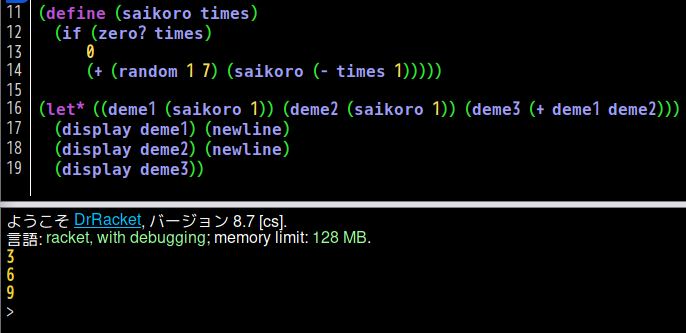 11 (define (saikoro times)
12   (if (zero? times)
13       0
14       (+ (random 1 7) (saikoro (- times 1)))))
15
16 (let* ((deme1 (saikoro 1)) (deme2 (saikoro 1)) (deme3 (+ deme1 deme2)))
17   (display deme1) (newline)
18   (display deme2) (newline)
19   (display deme3))
ようこそ DrRacket, バージョン 8.7 [cs].
言語: racket, with debugging; memory limit: 128 MB.
3
6
9
>